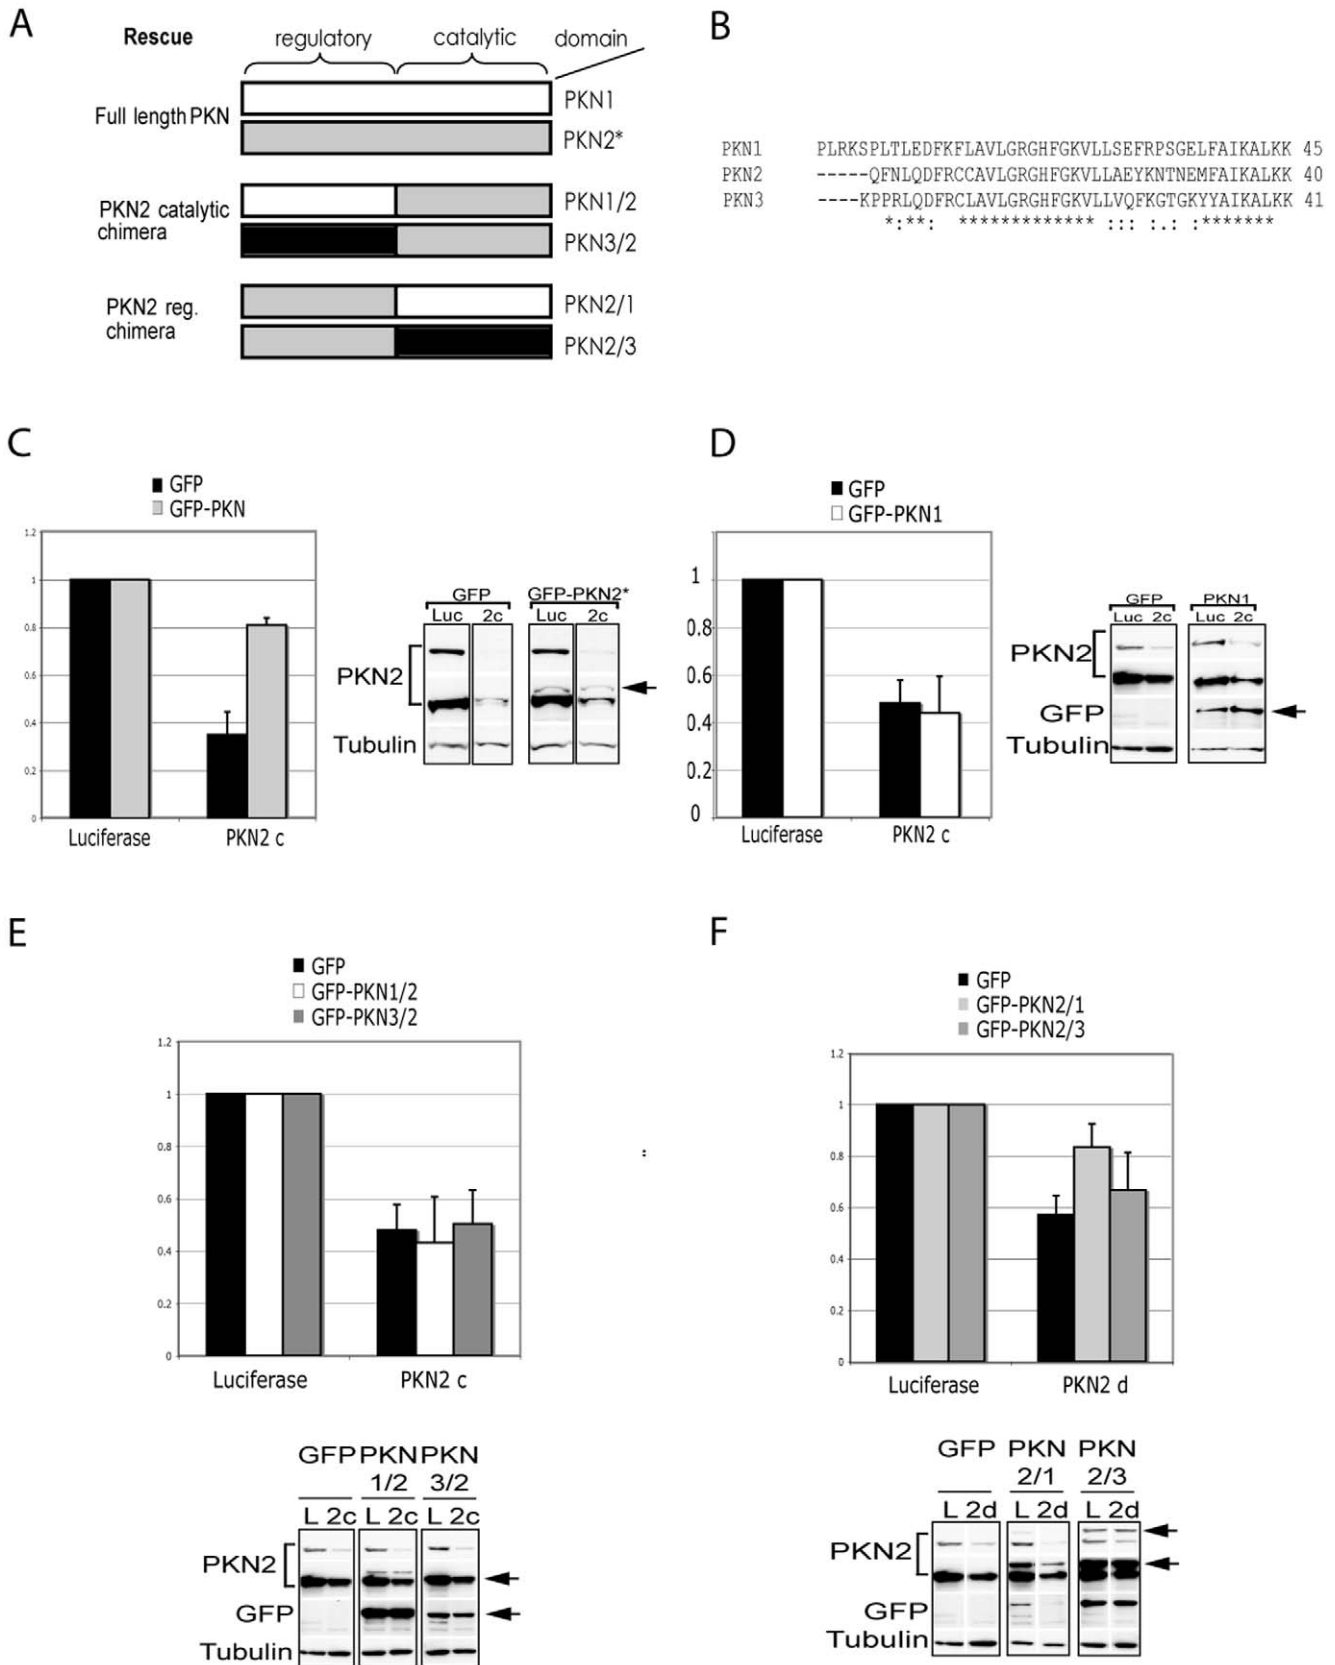 A
Rescue
regulatory
catalytic
domain
Full length PKN
PKN1
PKN2*
PKN2 catalytic
chimera
PKN1/2
PKN3/2
PKN2 reg.
chimera
PKN2/1
PKN2/3
B
PKN1 PLRKSPLTLEDFKFLAVLGRGHFGKVLLSEFRPSGELFAIKALKK 45
PKN2 -----QFNLQDFRCCAVLGRGHFGKVLLAEYKNTNEMFAIKALKK 40
PKN3 ----KPPRLQDFRCLAVLGRGHFGKVLLVQFKGTGKYYAIKALKK 41
*:**: ************* ::: :.: :*******
C
GFP
GFP-PKN
1.2
1
0.8
0.6
0.4
0.2
0
Luciferase
PKN2 c
GFP
GFP-PKN2*
Luc 2c Luc 2c
PKN2
Tubulin
D
GFP
GFP-PKN1
1
0.8
0.6
0.4
0.2
0
Luciferase
PKN2 c
GFP
PKN1
Luc 2c Luc 2c
PKN2
GFP
Tubulin
E
GFP
GFP-PKN1/2
GFP-PKN3/2
1.2
1
0.8
0.6
0.4
0.2
0
Luciferase
PKN2 c
GFP PKN PKN
1/2 3/2
L 2c L 2c L 2c
PKN2
GFP
Tubulin
F
GFP
GFP-PKN2/1
GFP-PKN2/3
1.2
1
0.8
0.6
0.4
0.2
0
Luciferase
PKN2 d
GFP PKN PKN
2/1 2/3
L 2d L 2d L 2d
PKN2
GFP
Tubulin